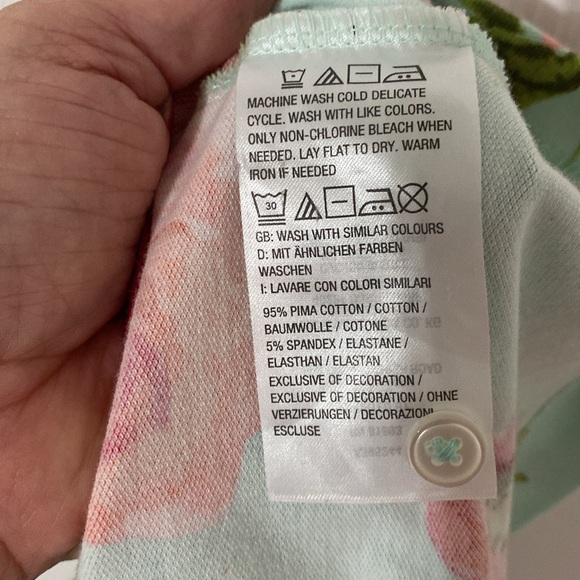 MACHINE WASH COLD DELICATE
CYCLE. WASH WITH LIKE COLORS.
ONLY NON-CHLORINE BLEACH WHEN
NEEDED. LAY FLAT TO DRY. WARM
IRON IF NEEDED
30
GB: WASH WITH SIMILAR COLOURS
D: MIT ÄHNLICHEN FARBEN
WASCHEN
I: LAVARE CON COLORI SIMILARI
95% PIMA COTTON / COTTON /
BAUMWOLLE / COTONE
5% SPANDEX / ELASTANE /
ELASTHAN / ELASTAN
EXCLUSIVE OF DECORATION /
EXCLUSIVE OF DECORATION / OHNE
VERZIERUNGEN / DECORAZIONI
ESCLUSE